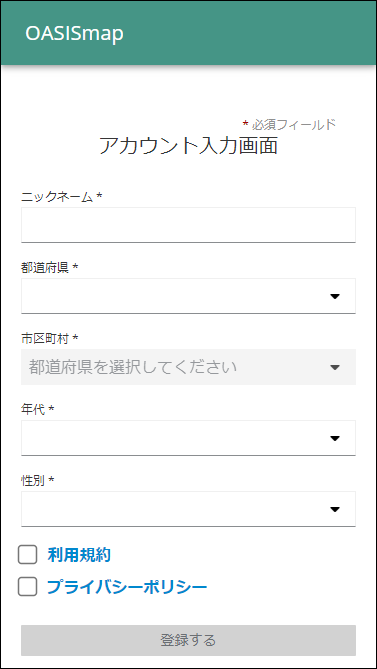 OASISmap
* 必須フィールド
アカウント入力画面
ニックネーム *
都道府県 *
市区町村 *
都道府県を選択してください
年代 *
性別 *
利用規約
プライバシーポリシー
登録する